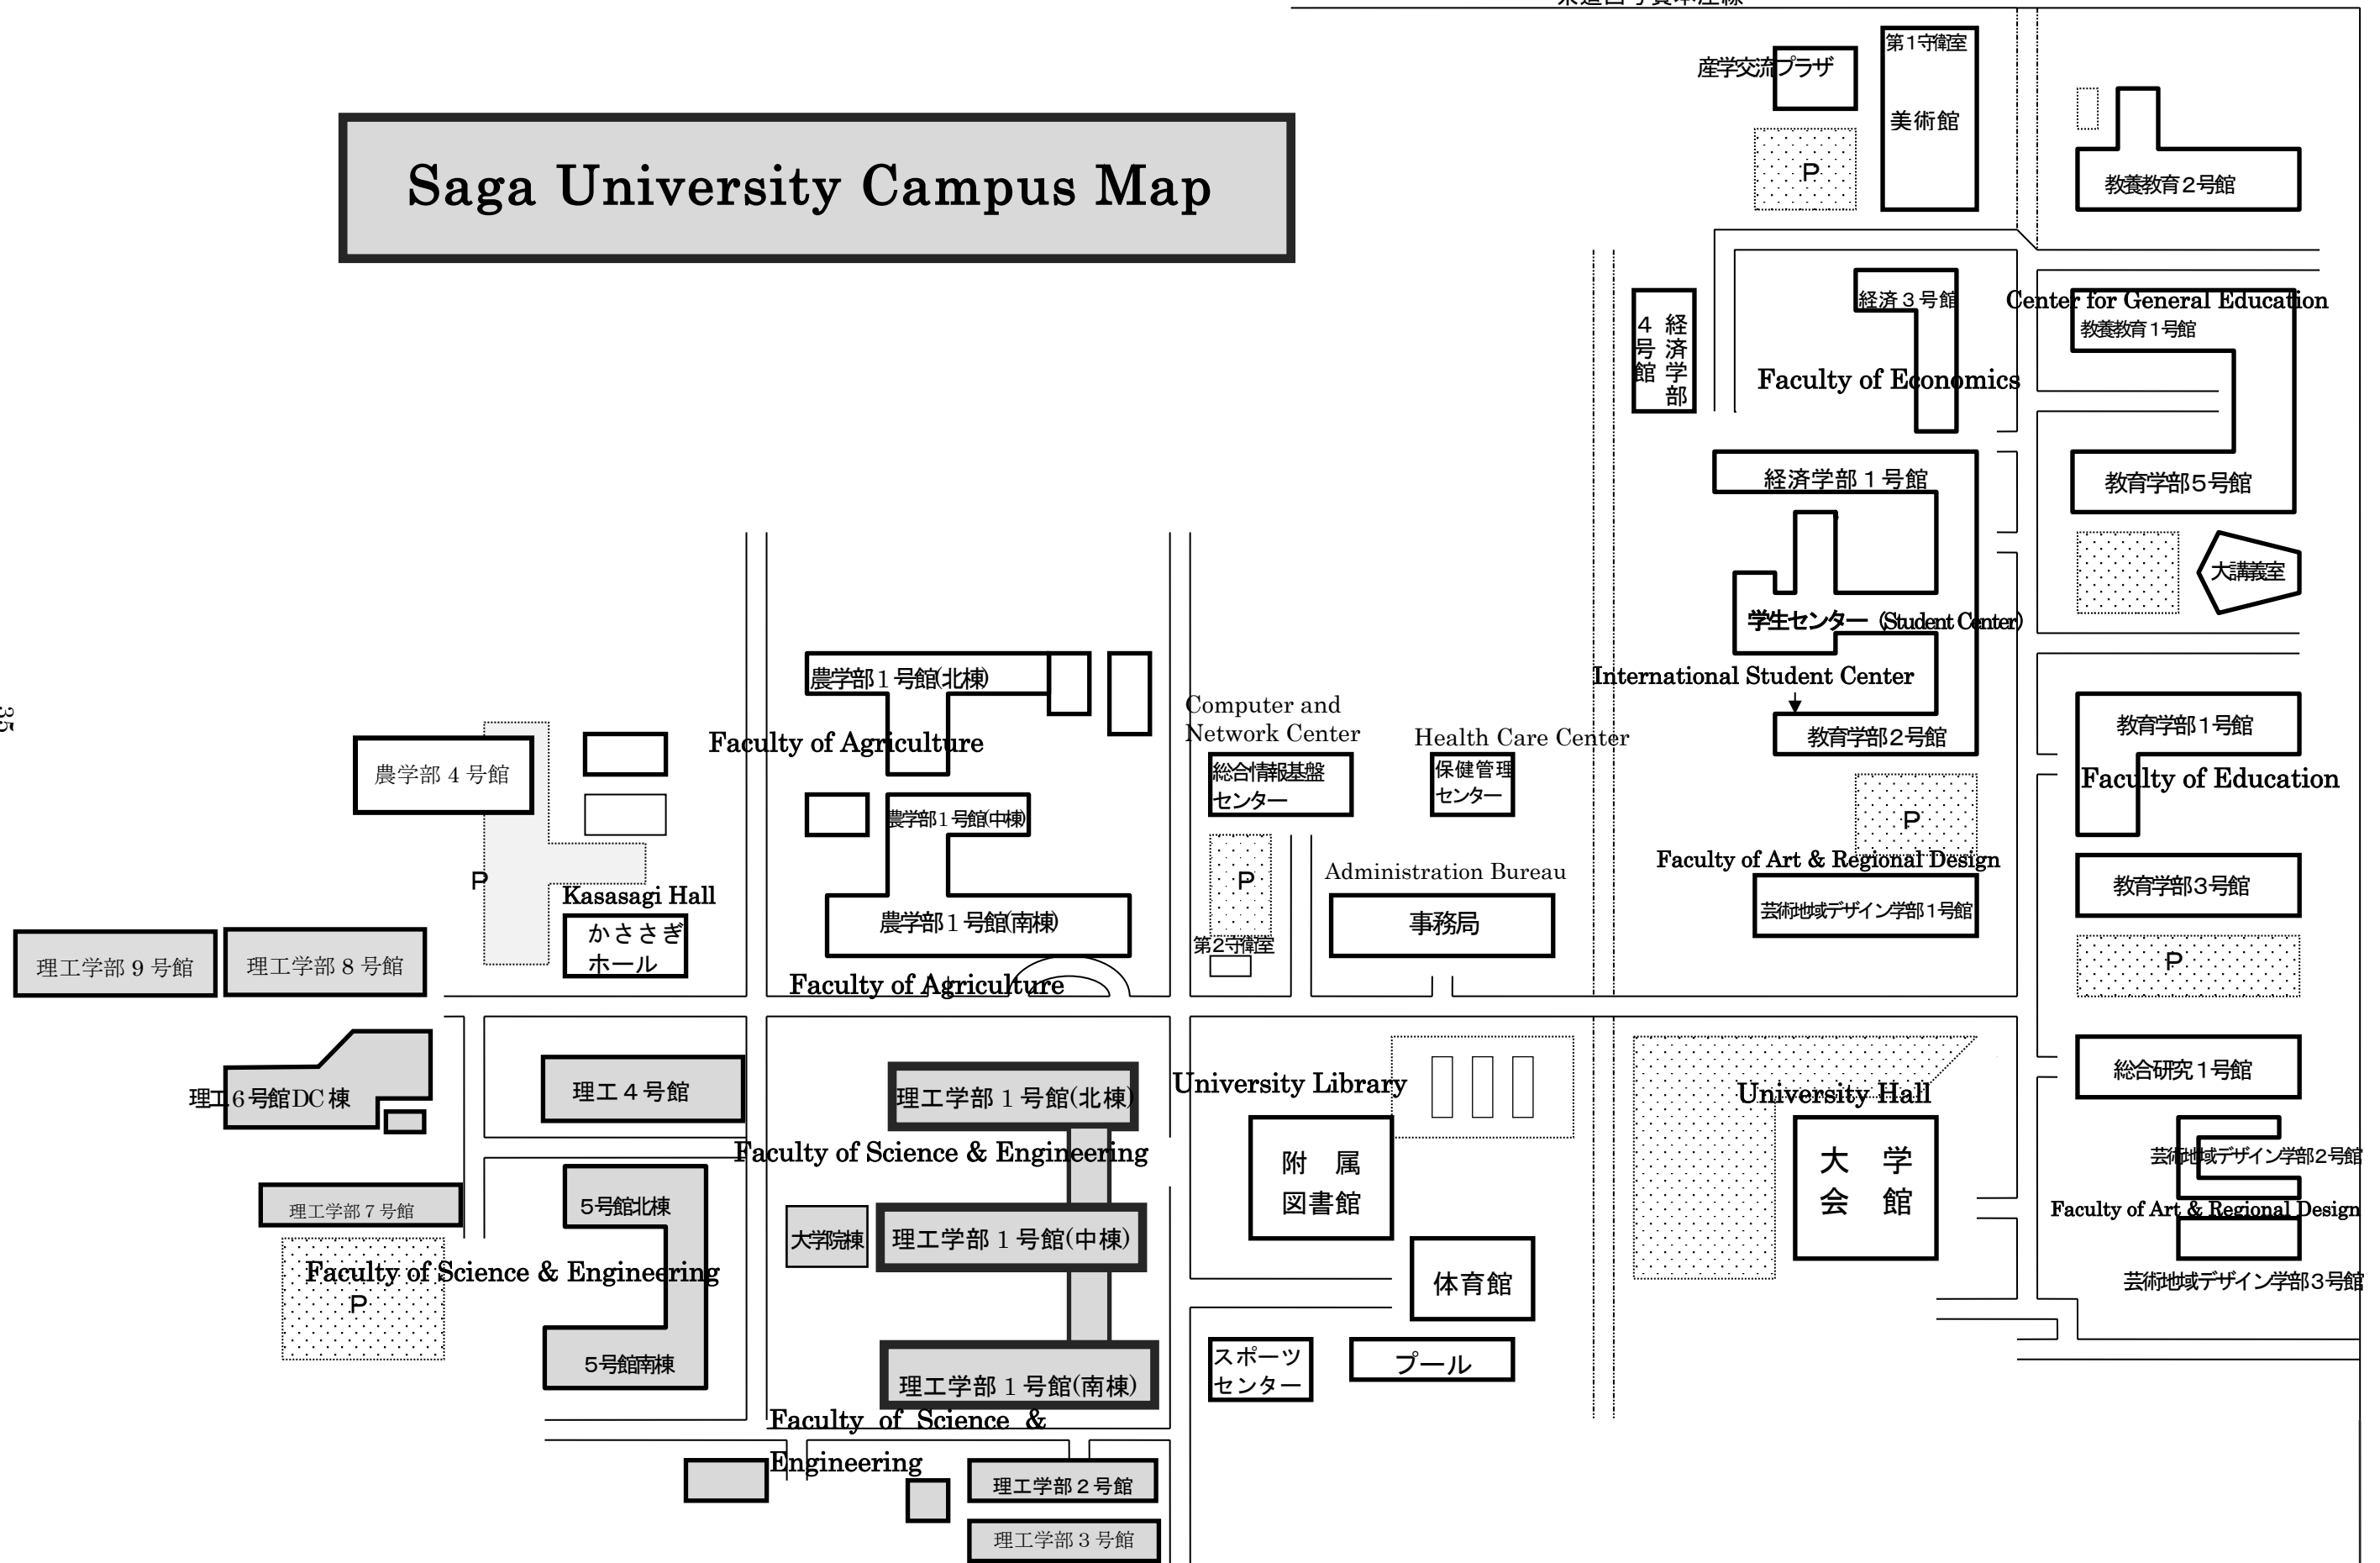 第1守衛室
産学交流プラザ
美術館
P
教養教育２号館
Saga University Campus Map
経済３号館
Center for General Education
教養教育１号館
経済学部
４号館
Faculty of Economics
経済学部１号館
教育学部５号館
大講義室
学生センター (Student Center)
農学部１号館(北棟)
International Student Center
Computer and
Network Center
Health Care Center
教育学部１号館
教育学部２号館
35
Faculty of Agriculture
農学部４号館
総合情報基盤
センター
保健管理
センター
Faculty of Education
農学部１号館(中棟)
P
Faculty of Art & Regional Design
Administration Bureau
P
P
Kasasagi Hall
教育学部３号館
芸術地域デザイン学部１号館
農学部１号館(南棟)
事務局
かささぎ
ホール
第２守衛室
P
理工学部９号館
理工学部８号館
Faculty of Agriculture
総合研究１号館
University Library
University Hall
理工６号館DC棟
理工４号館
理工学部１号館(北棟)
Faculty of Science & Engineering
附属
図書館
大学
会館
芸術地域デザイン学部２号館
理工学部７号館
５号館北棟
Faculty of Art & Regional Design
大学院棟
理工学部１号館(中棟)
Faculty of Science & Engineering
P
体育館
芸術地域デザイン学部３号館
５号館南棟
理工学部１号館(南棟)
スポーツ
センター
プール
Faculty of Science &
Engineering
理工学部２号館
理工学部３号館